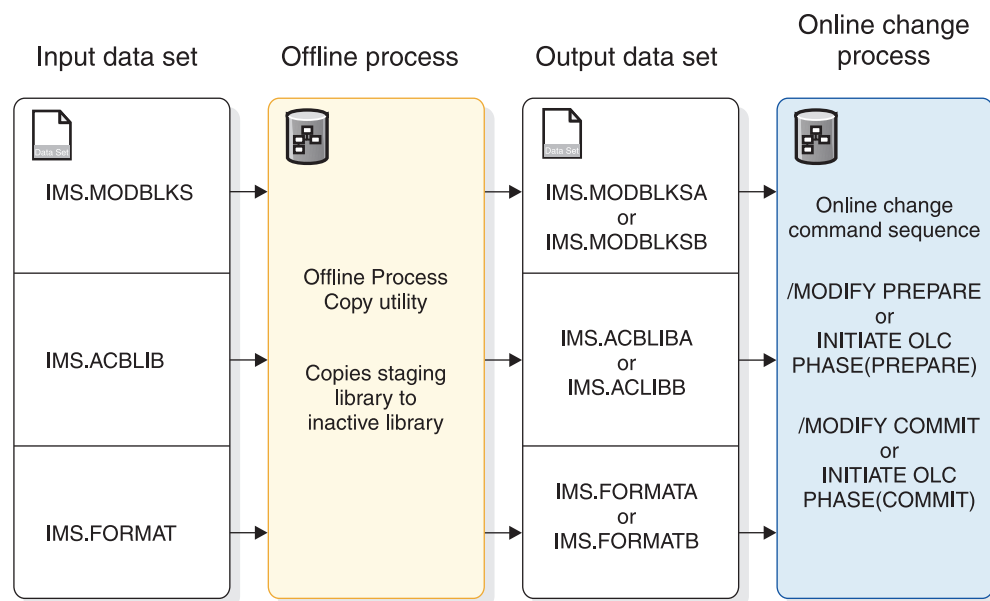 Input data set
Offline process
Output data set
Online change
process
Data Set
IMS.MODBLKS
IMS.ACBLIB
IMS.FORMAT
Offline Process
Copy utility
Copies staging
library to
inactive library
Data Set
IMS.MODBLKSA
or
IMS.MODBLKSB
IMS.ACBLIBA
or
IMS.ACLIBB
IMS.FORMATA
or
IMS.FORMATB
Online change
command sequence
/MODIFY PREPARE
or
INITIATE OLC
PHASE(PREPARE)
/MODIFY COMMIT
or
INITIATE OLC
PHASE(COMMIT)